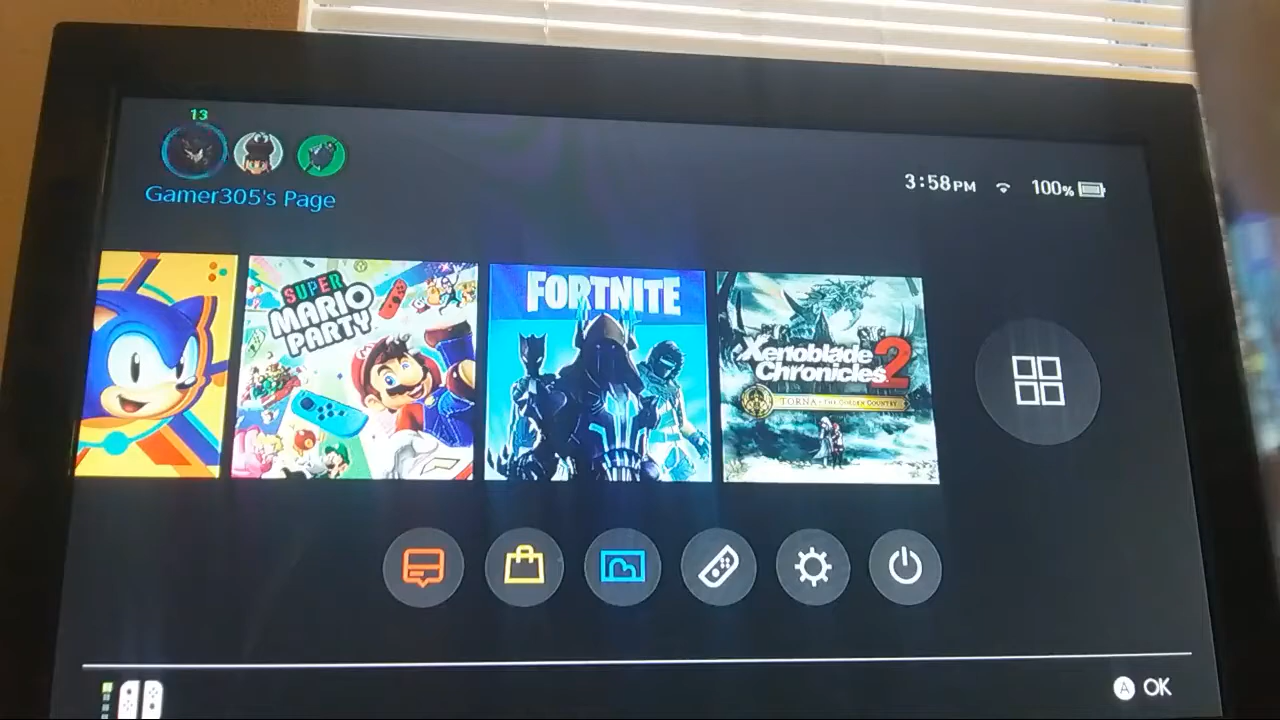 13
Gamer305's Page
3:58PM
100%
SUPER
MARIO
PARTY
FORTNITE
Xenoblade
Chronicles 2
TORNA - THE GOLDEN COUNTRY
A OK